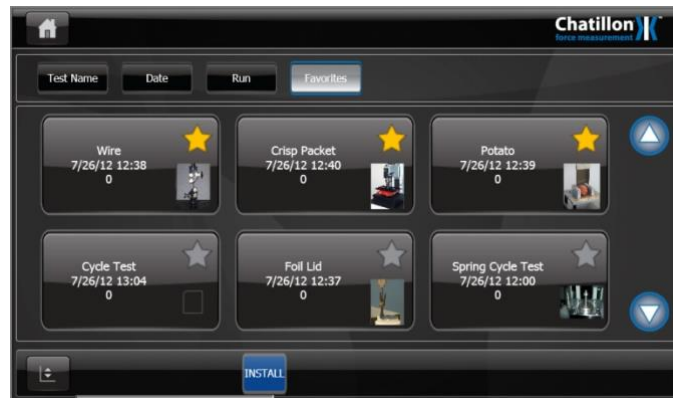 Chatillon
force measurement
Test Name Date Run Favorites
Wire
7/26/12 12:38
0
Crisp Packet
7/26/12 12:40
0
Potato
7/26/12 12:39
0
Cycle Test
7/26/12 13:04
0
Foil Lid
7/26/12 12:37
0
Spring Cycle Test
7/26/12 12:00
0
INSTALL